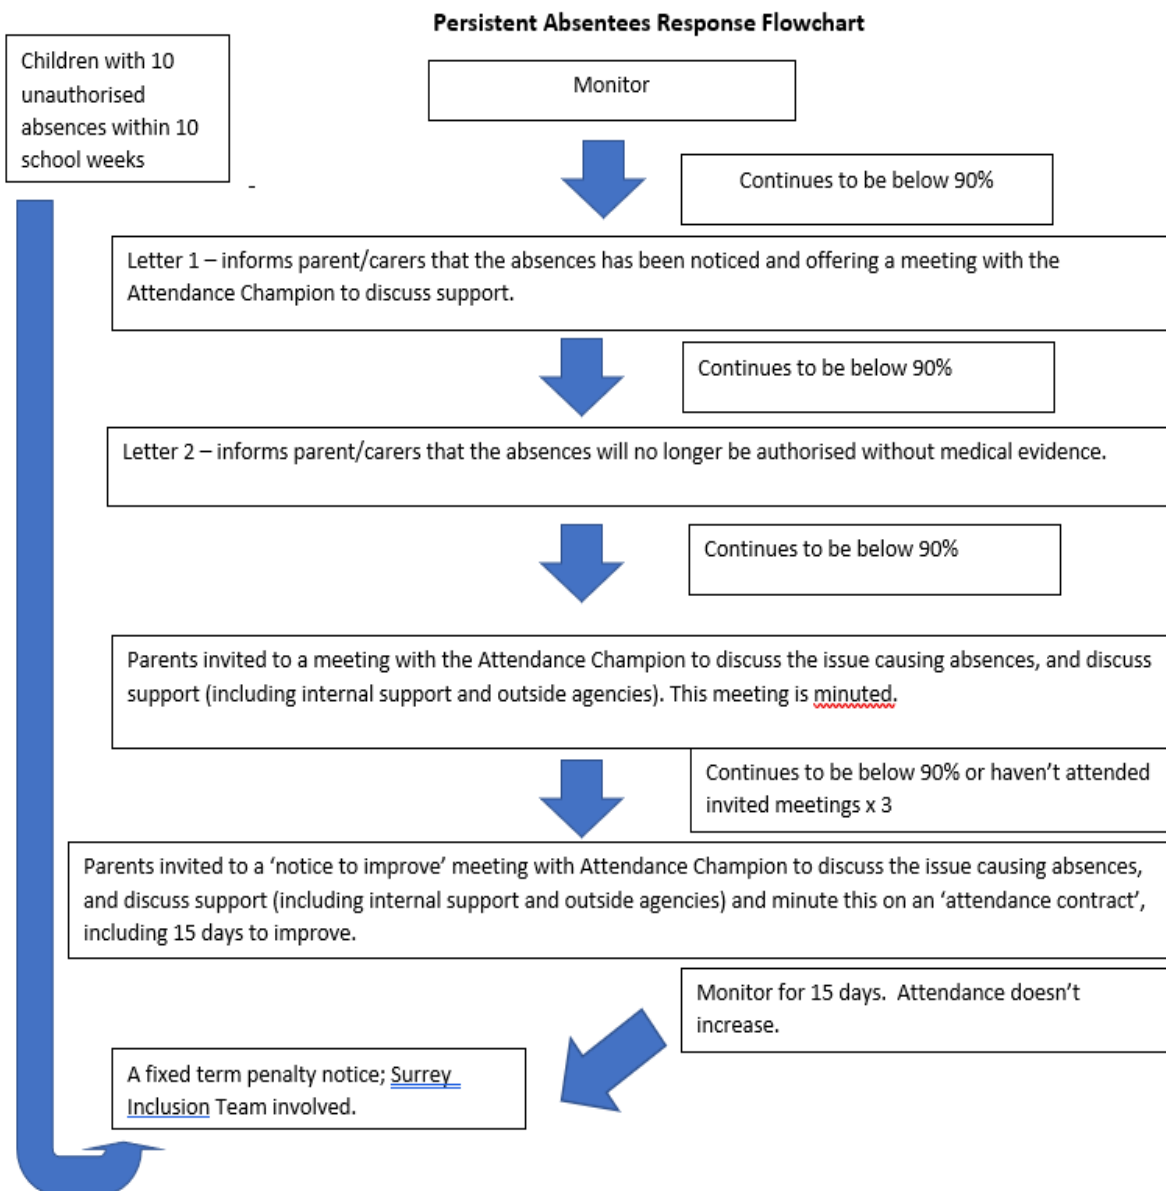 Persistent Absentees Response Flowchart
Children with 10
unauthorised
absences within 10
school weeks
Monitor
Continues to be below 90%
Letter 1 – informs parent/carers that the absences has been noticed and offering a meeting with the
Attendance Champion to discuss support.
Continues to be below 90%
Letter 2 – informs parent/carers that the absences will no longer be authorised without medical evidence.
Continues to be below 90%
Parents invited to a meeting with the Attendance Champion to discuss the issue causing absences, and discuss
support (including internal support and outside agencies). This meeting is minuted.
Continues to be below 90% or haven’t attended
invited meetings x 3
Parents invited to a ‘notice to improve’ meeting with Attendance Champion to discuss the issue causing absences,
and discuss support (including internal support and outside agencies) and minute this on an ‘attendance contract’,
including 15 days to improve.
Monitor for 15 days.  Attendance doesn’t
increase.
A fixed term penalty notice; Surrey
Inclusion Team involved.